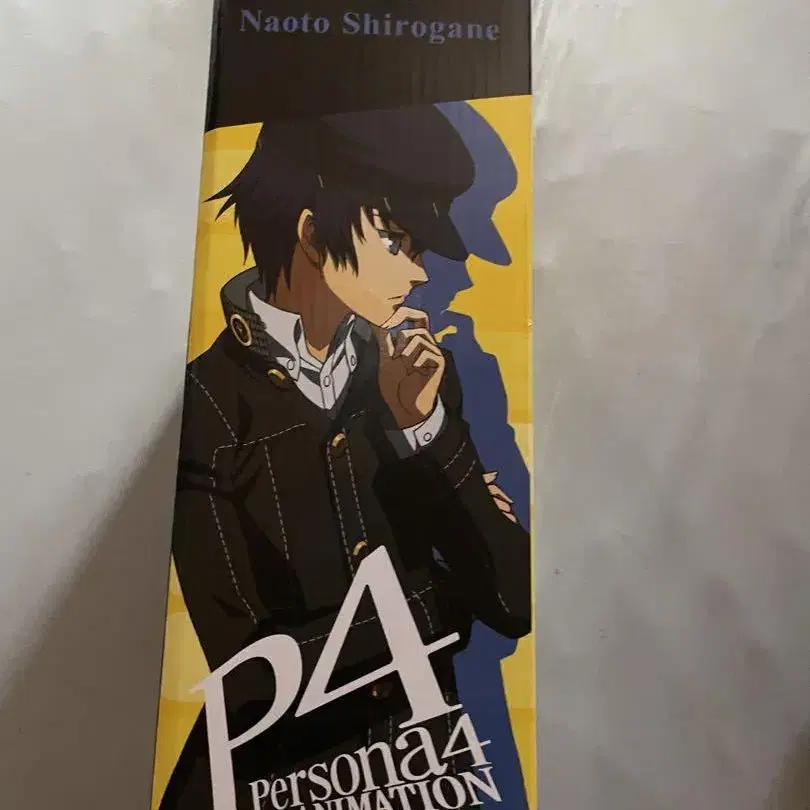 Naoto Shirogane
P4
Persona4
ANIMATION